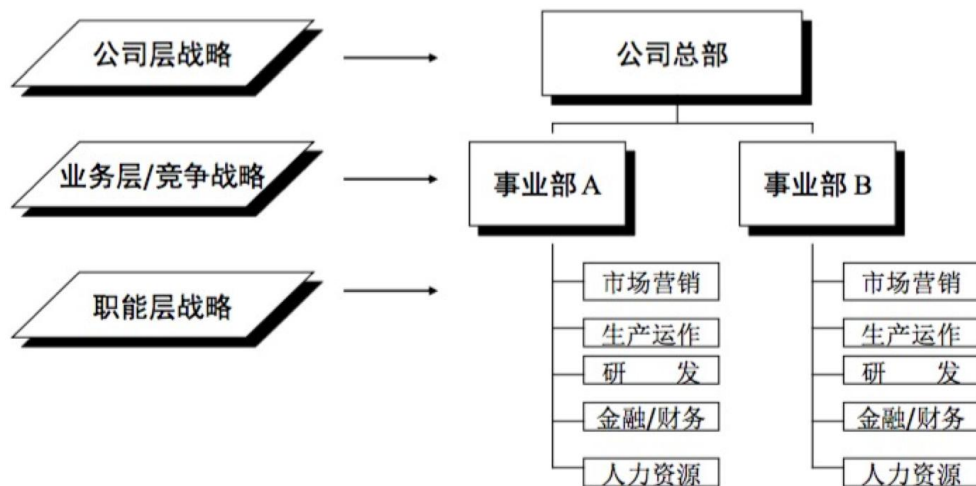 公司层战略
公司总部
业务层/竞争战略
事业部 A
事业部 B
职能层战略
市场营销
市场营销
生产运作
生产运作
研 发
研 发
金融/财务
金融/财务
人力资源
人力资源